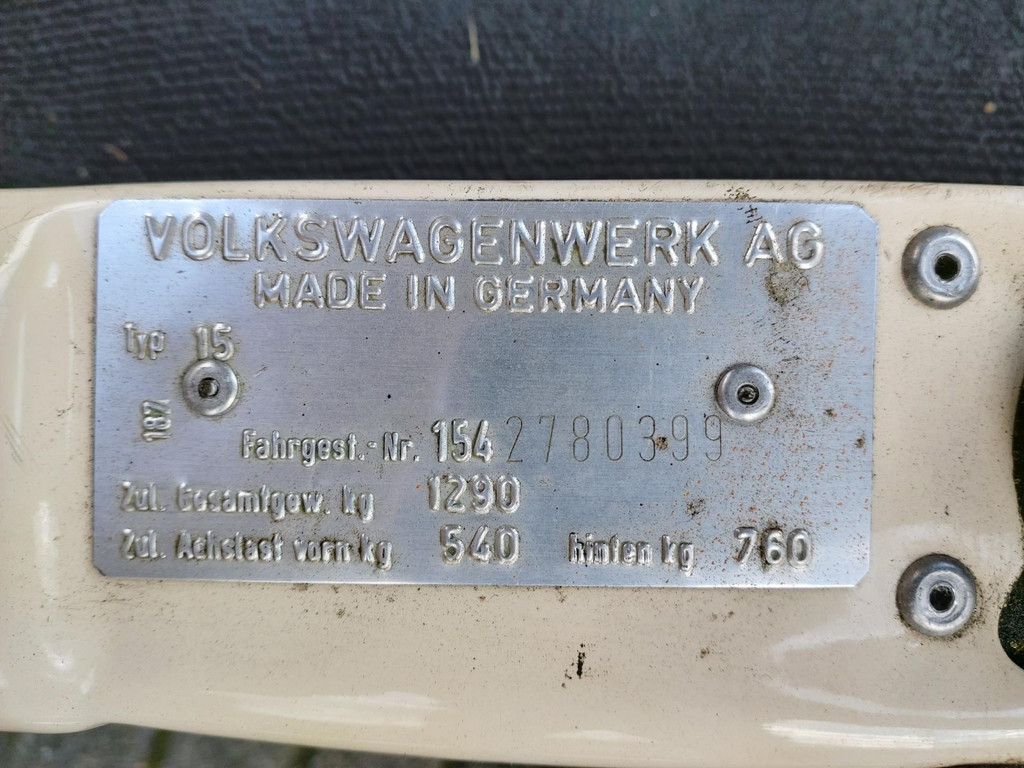 VOLKSWAGENWERK AG
MADE IN GERMANY
Typ 15
187
Fahrgest.-Nr. 154 2780399
Zul. Gesamtgew. kg 1290
Zul. Achslast vorn kg 540 hinten kg 760